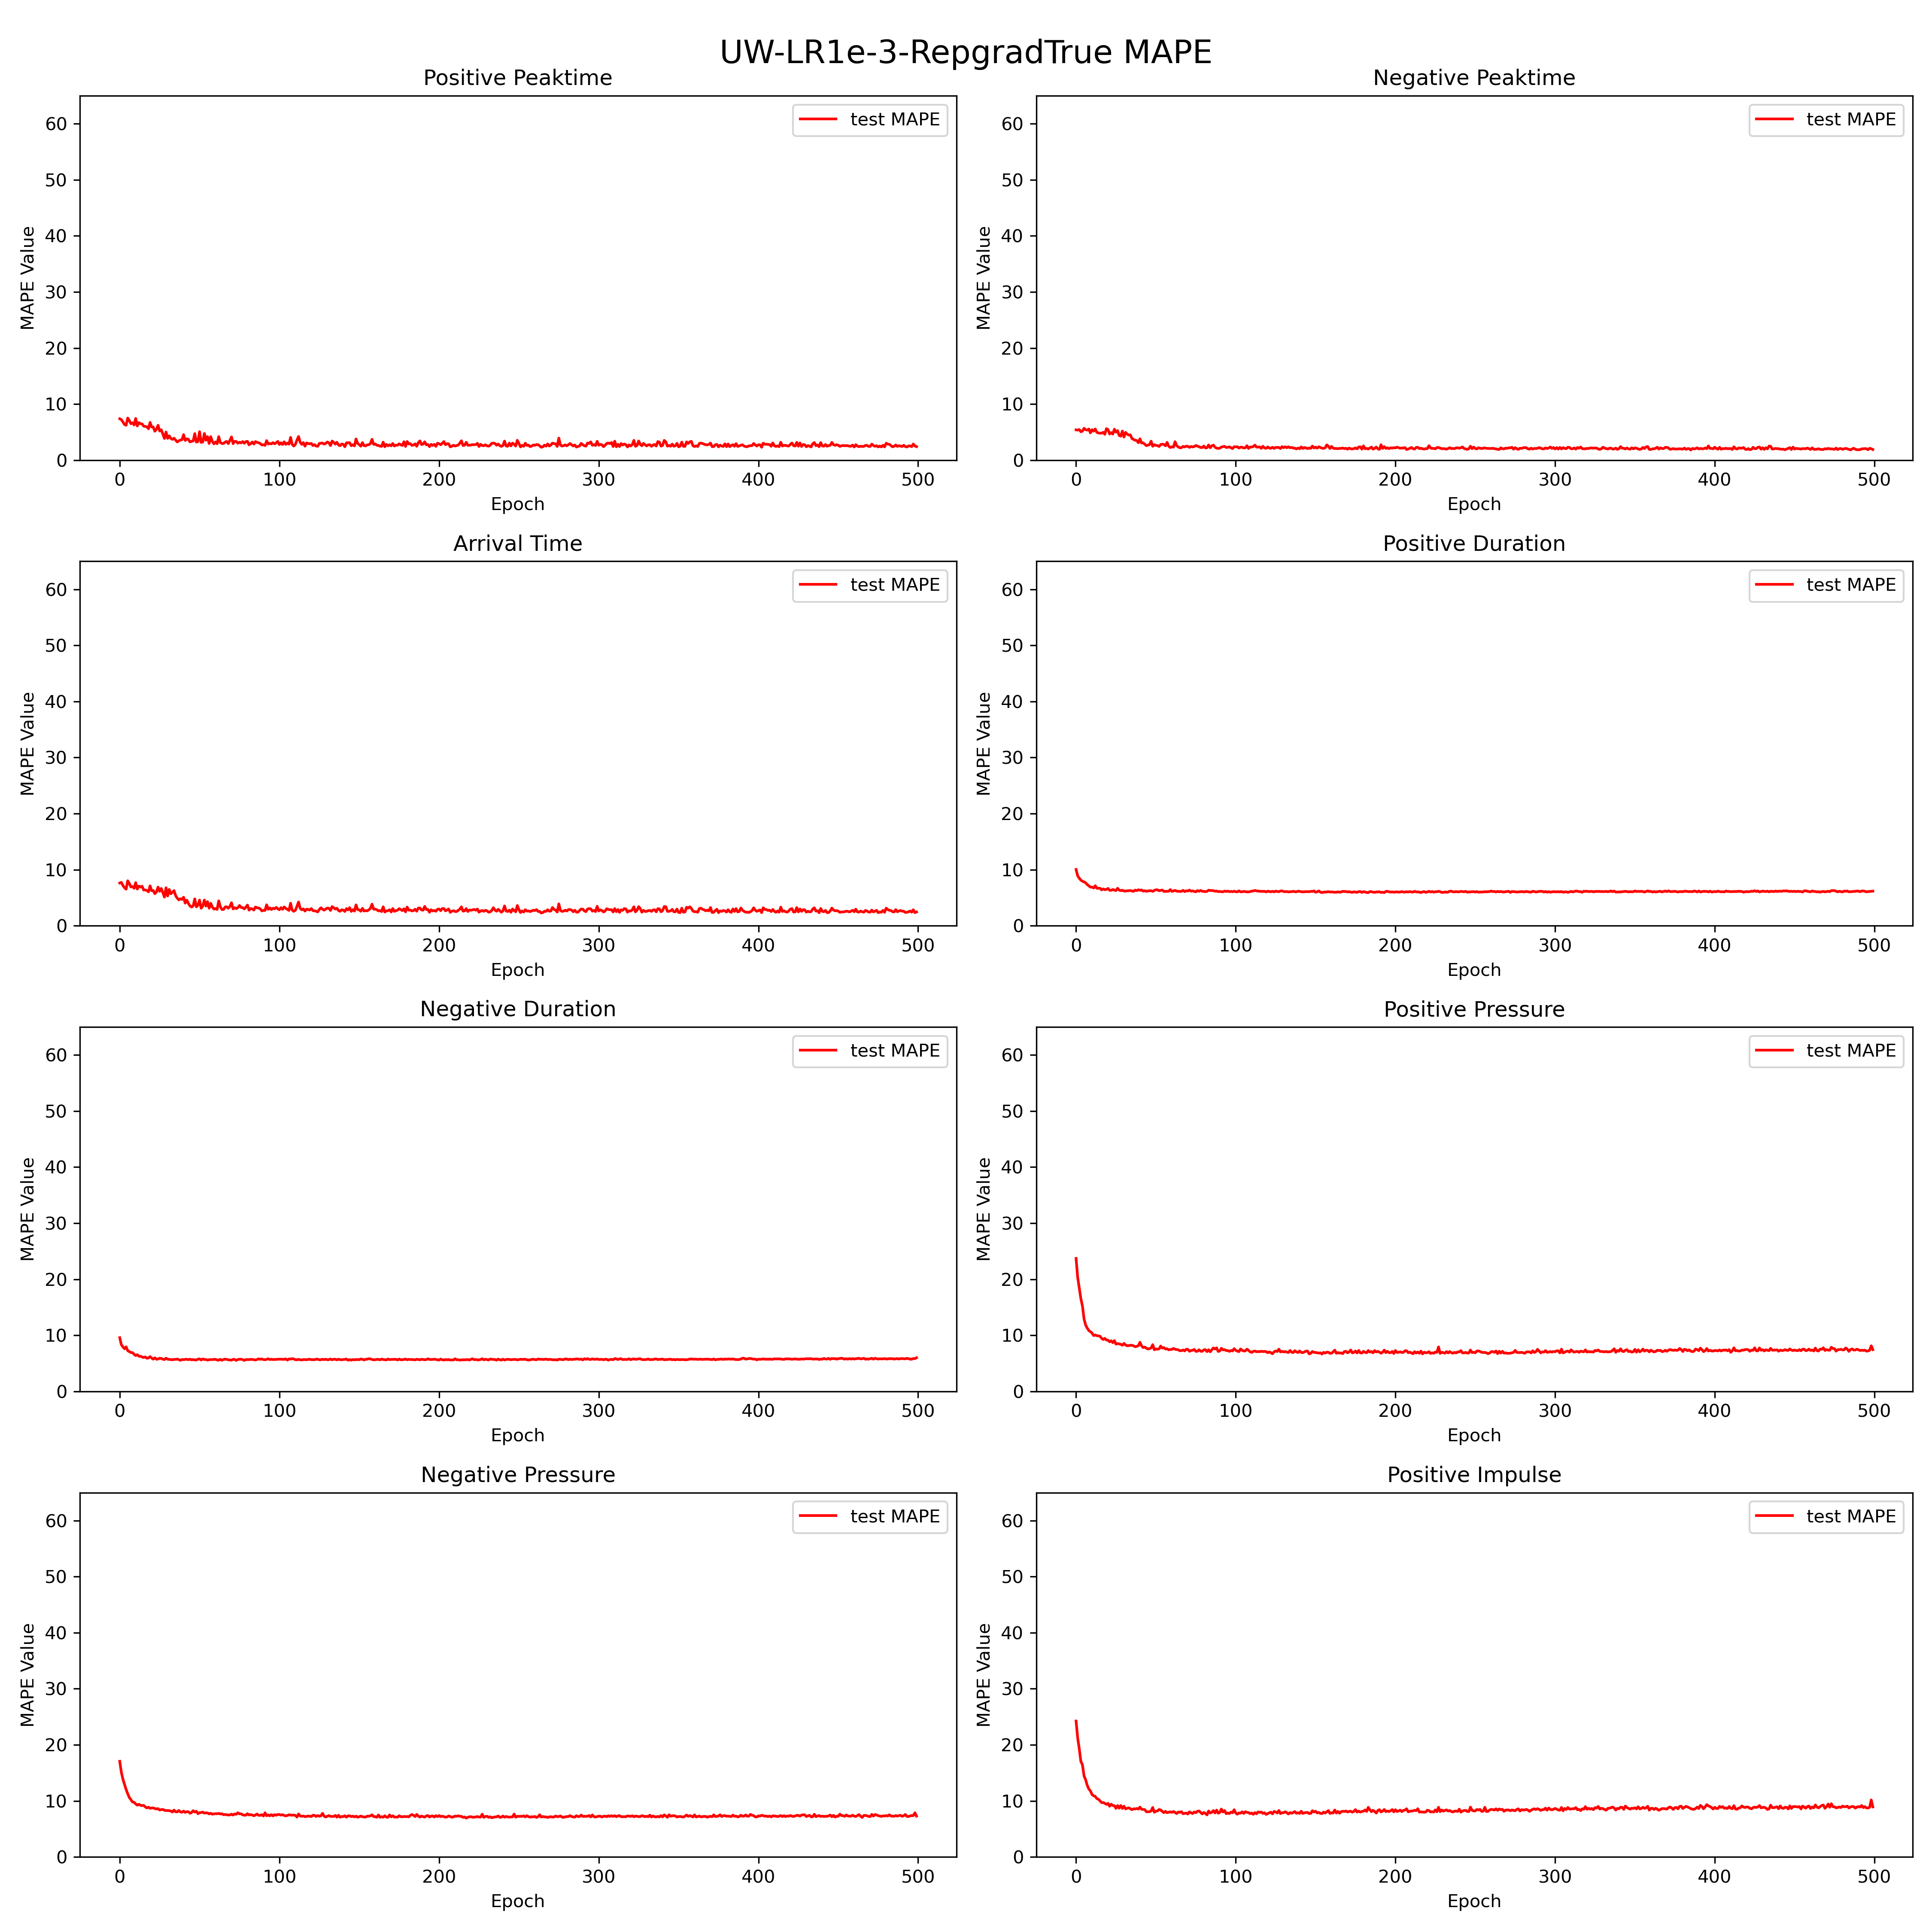 UW-LR1e-3-RepgradTrue MAPE
Positive Peaktime
test MAPE
MAPE Value
60
50
40
30
20
10
0
0 100 200 300 400 500
Epoch
Negative Peaktime
test MAPE
MAPE Value
60
50
40
30
20
10
0
0 100 200 300 400 500
Epoch
Arrival Time
test MAPE
MAPE Value
60
50
40
30
20
10
0
0 100 200 300 400 500
Epoch
Positive Duration
test MAPE
MAPE Value
60
50
40
30
20
10
0
0 100 200 300 400 500
Epoch
Negative Duration
test MAPE
MAPE Value
60
50
40
30
20
10
0
0 100 200 300 400 500
Epoch
Positive Pressure
test MAPE
MAPE Value
60
50
40
30
20
10
0
0 100 200 300 400 500
Epoch
Negative Pressure
test MAPE
MAPE Value
60
50
40
30
20
10
0
0 100 200 300 400 500
Epoch
Positive Impulse
test MAPE
MAPE Value
60
50
40
30
20
10
0
0 100 200 300 400 500
Epoch